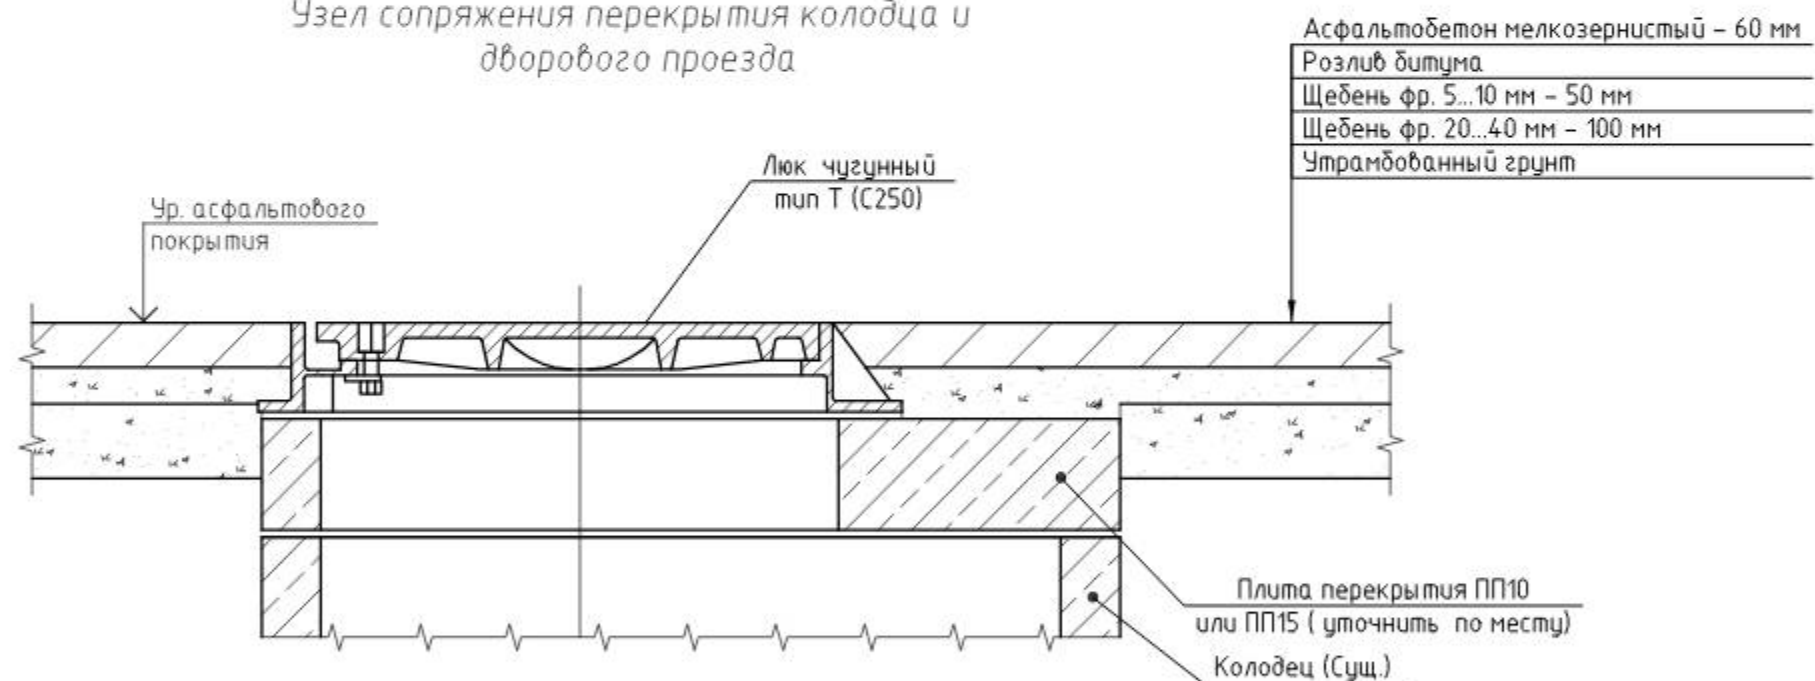 Узел сопряжения перекрытия колодца и
дворового проезда
Асфальтобетон мелкозернистый – 60 мм
Розлив битума
Щебень фр. 5...10 мм – 50 мм
Щебень фр. 20...40 мм – 100 мм
Утрамбованный грунт
Люк чугунный
тип Т (С250)
Ур. асфальтового
покрытия
Плита перекрытия ПП10
или ПП15 ( уточнить по месту)
Колодец (Сущ.)